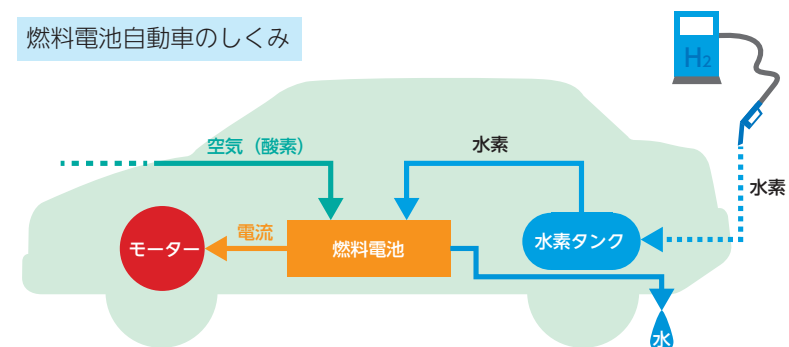 燃料電池自動車のしくみ
H2
空気（酸素）
水素
水素
電流
モーター
燃料電池
水素タンク
水